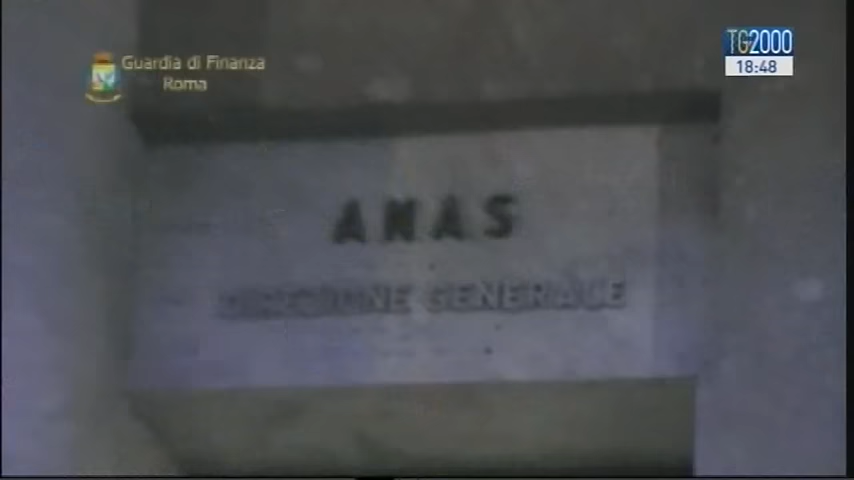 Guardia di Finanza
Roma
TG2000
18:48
ANAS
DIREZIONE GENERALE